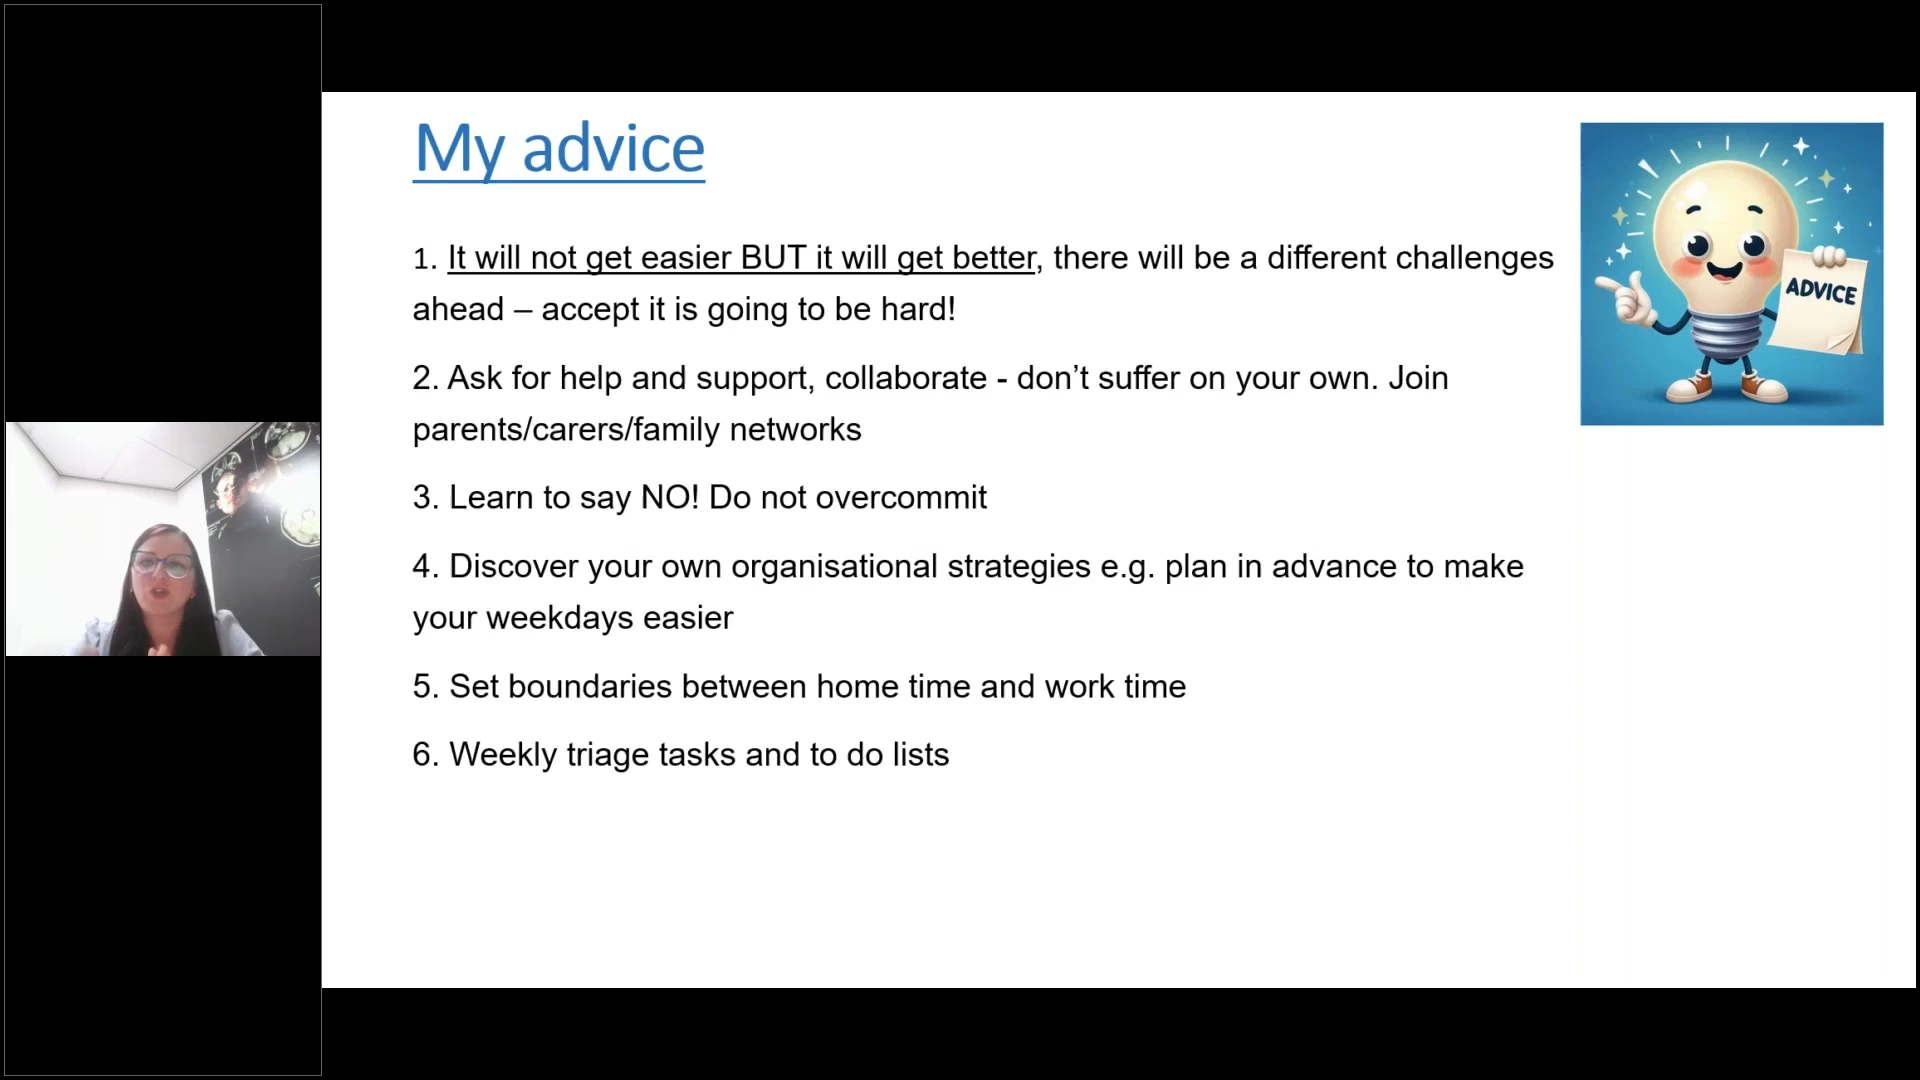 My advice
1. It will not get easier BUT it will get better, there will be a different challenges
ahead – accept it is going to be hard!
2. Ask for help and support, collaborate - don’t suffer on your own. Join
parents/carers/family networks
3. Learn to say NO! Do not overcommit
4. Discover your own organisational strategies e.g. plan in advance to make
your weekdays easier
5. Set boundaries between home time and work time
6. Weekly triage tasks and to do lists
ADVICE